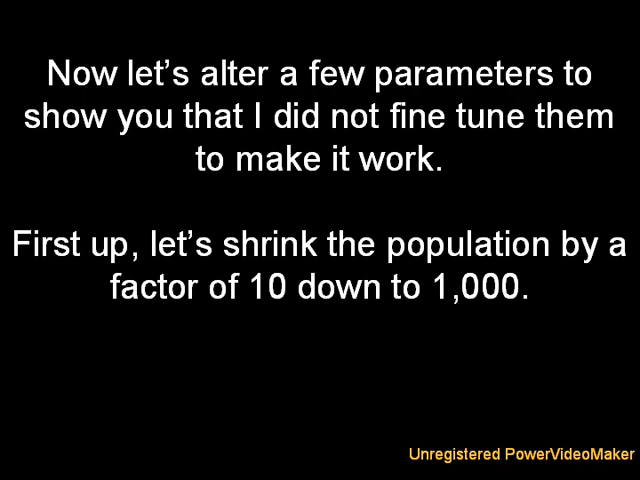 Now let’s alter a few parameters to
show you that I did not fine tune them
to make it work.
First up, let’s shrink the population by a
factor of 10 down to 1,000.
Unregistered PowerVideoMaker